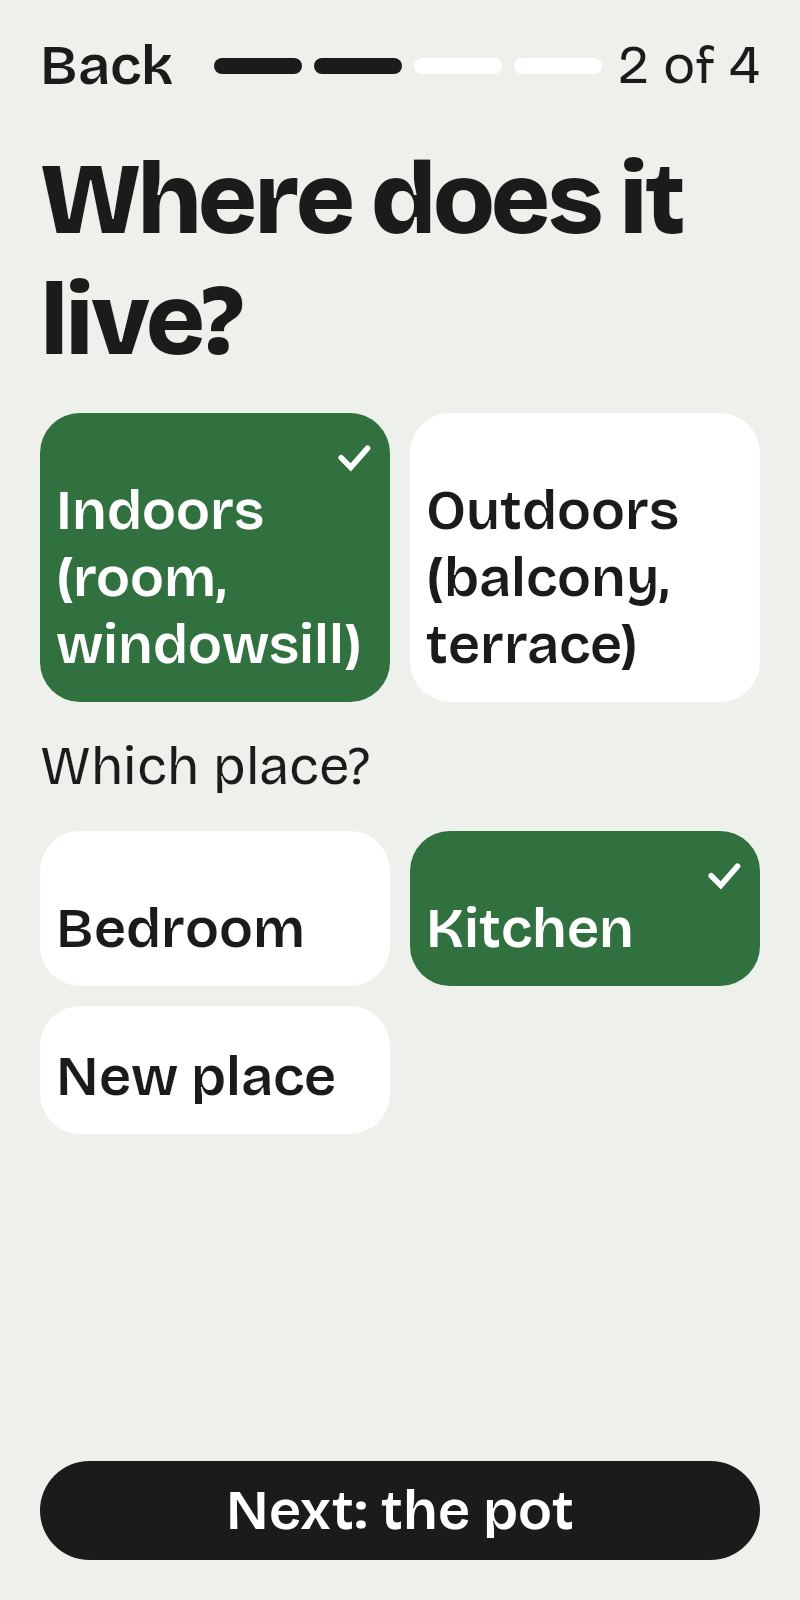 Back
2 of 4
Where does it
live?
Indoors
(room,
windowsill)
Outdoors
(balcony,
terrace)
Which place?
Bedroom
Kitchen
New place
Next: the pot